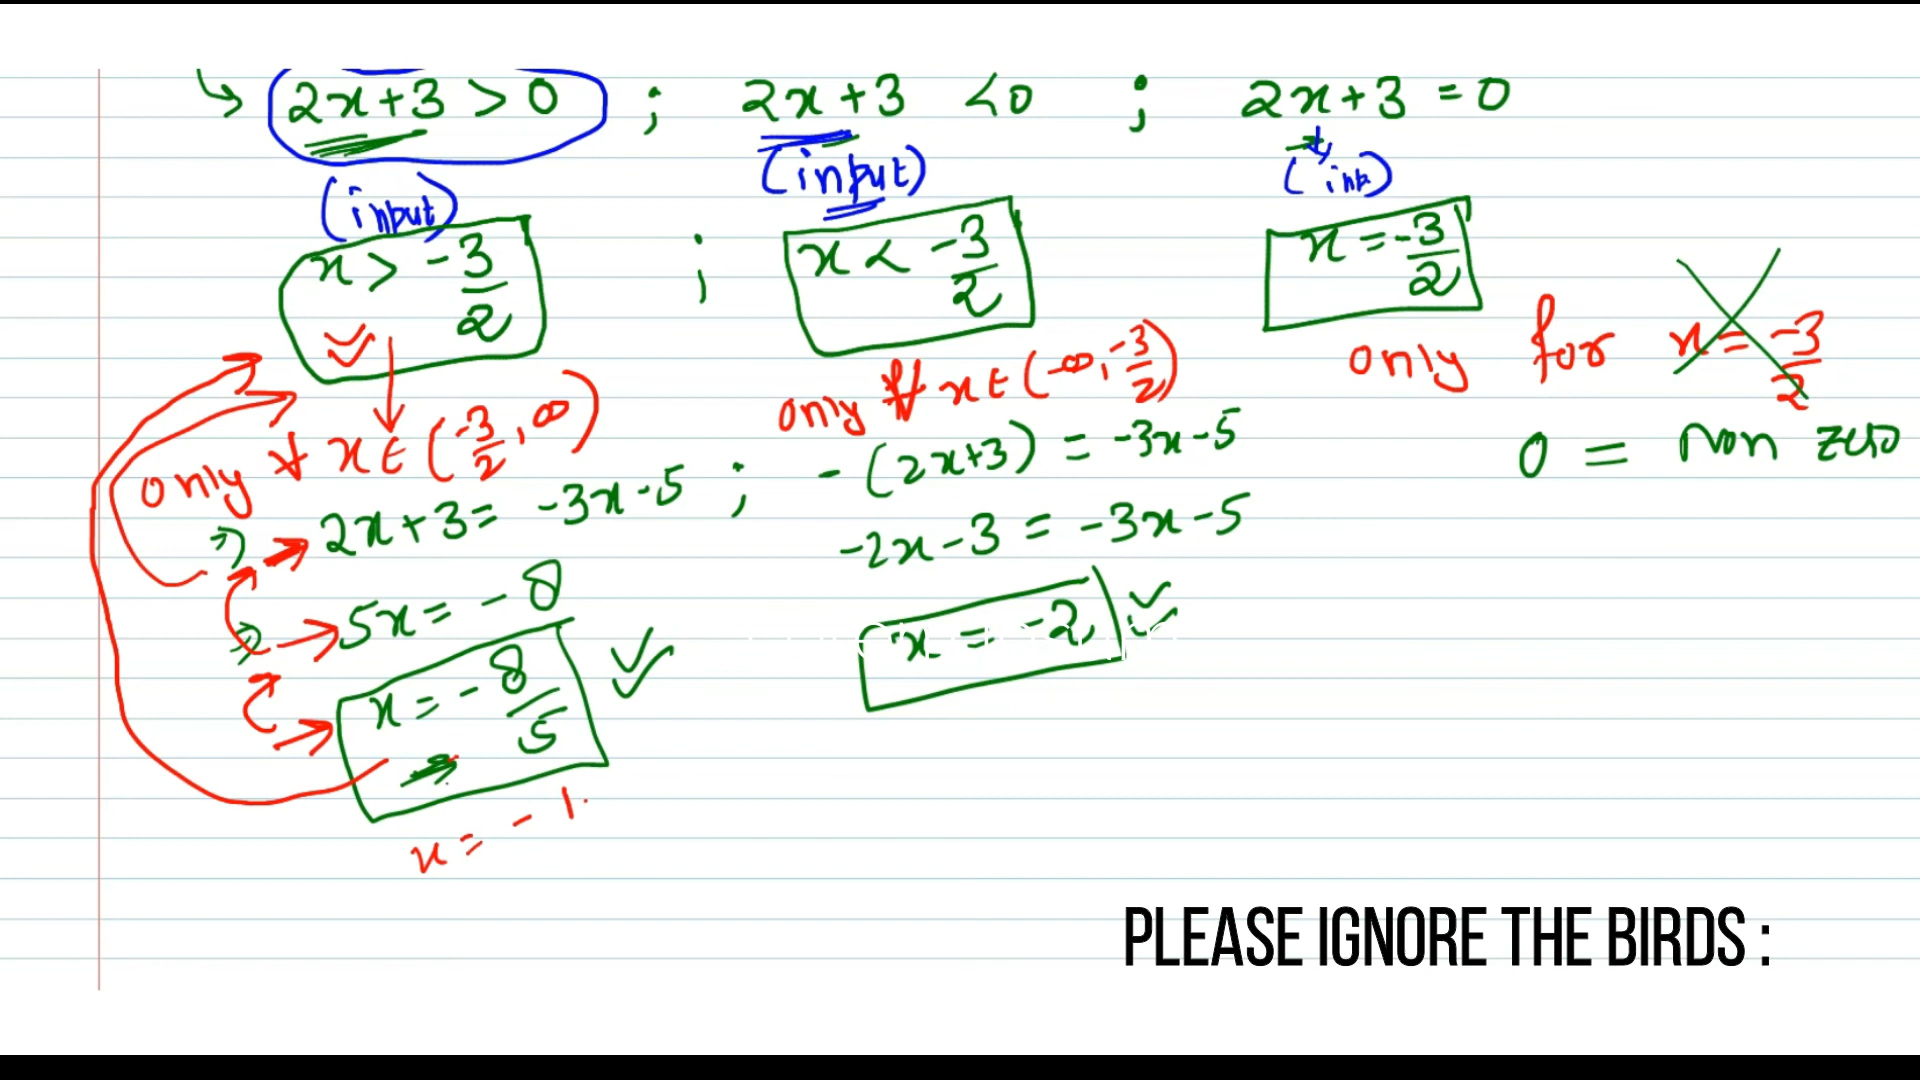 ↳ 2x+3 > 0 ; 2x+3 <0 ; 2x+3 = 0
(input) (input) (inp)
x > -3/2 ; x < -3/2 x = -3/2
only ∀ x∈ (-3/2, ∞) only ∀ x∈ (-∞, -3/2) only for x = -3/2
⇒ 2x+3 = -3x-5 ; -(2x+3) = -3x-5 0 = non zero
⇒ 5x = -8 -2x-3 = -3x-5
x = -8/5 x = -2
x = -1.
PLEASE IGNORE THE BIRDS :